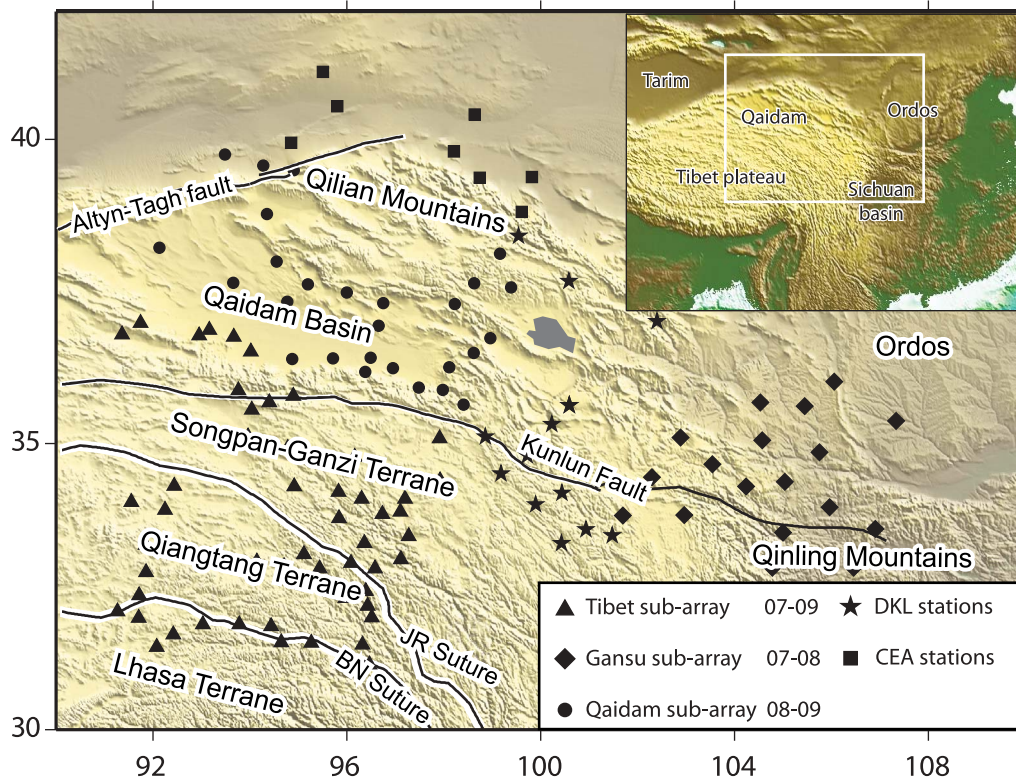 Tarim
Qaidam
Ordos
Tibet plateau
Sichuan
basin
40
35
30
Altyn-Tagh fault
Qilian Mountains
Qaidam Basin
Ordos
Songpan-Ganzi Terrane
Kunlun Fault
Qiangtang Terrane
Qinling Mountains
JR Suture
BN Suture
Lhasa Terrane
Tibet sub-array 07-09 DKL stations
Gansu sub-array 07-08 CEA stations
Qaidam sub-array 08-09
92 96 100 104 108